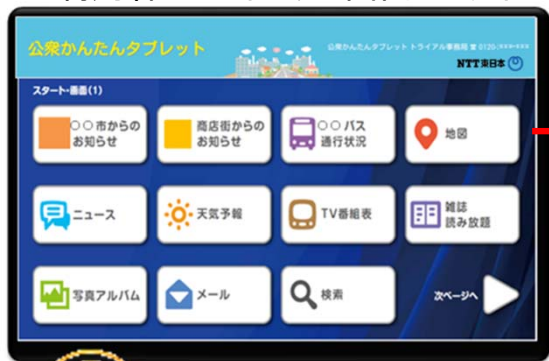 公衆かんたんタブレット
公衆かんたんタブレット トライアル事務局 ☎ 0120-(×××-×××
NTT東日本
スタート画面(1)
○○市からの
お知らせ
商店街からの
お知らせ
○○バス
通行状況
地図
ニュース
天気予報
TV番組表
雑誌
読み放題
写真アルバム
メール
検索
次ページへ